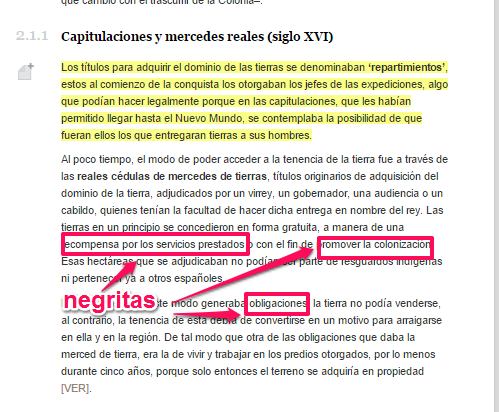 que cambió con el trascurrir de la Colonia–.
2.1.1 Capitulaciones y mercedes reales (siglo XVI)
Los títulos para adquirir el dominio de las tierras se denominaban ‘repartimientos’,
estos al comienzo de la conquista los otorgaban los jefes de las expediciones, algo
que podían hacer legalmente porque en las capitulaciones, que les habían
permitido llegar hasta el Nuevo Mundo, se contemplaba la posibilidad de que
fueran ellos los que entregaran tierras a sus hombres.
Al poco tiempo, el modo de poder acceder a la tenencia de la tierra fue a través de
las reales cédulas de mercedes de tierras, títulos originarios de adquisición del
dominio de la tierra, adjudicados por un virrey, un gobernador, una audiencia o un
cabildo, quienes tenían la facultad de hacer dicha entrega en nombre del rey. Las
tierras en un principio se concedieron en forma gratuita, a manera de una
recompensa por los servicios prestados o con el fin de promover la colonización
Esas hectáreas que se adjudicaban no podían ser parte de resguardos indígenas
ni pertenecer ya a otros españoles.
negritas
este modo generaba obligaciones, la tierra no podía venderse,
al contrario, la tenencia de esta debía de convertirse en un motivo para arraigarse
en ella y en la región. De tal modo que otra de las obligaciones que daba la
merced de tierra, era la de vivir y trabajar en los predios otorgados, por lo menos
durante cinco años, porque solo entonces el terreno se adquiría en propiedad
[VER].